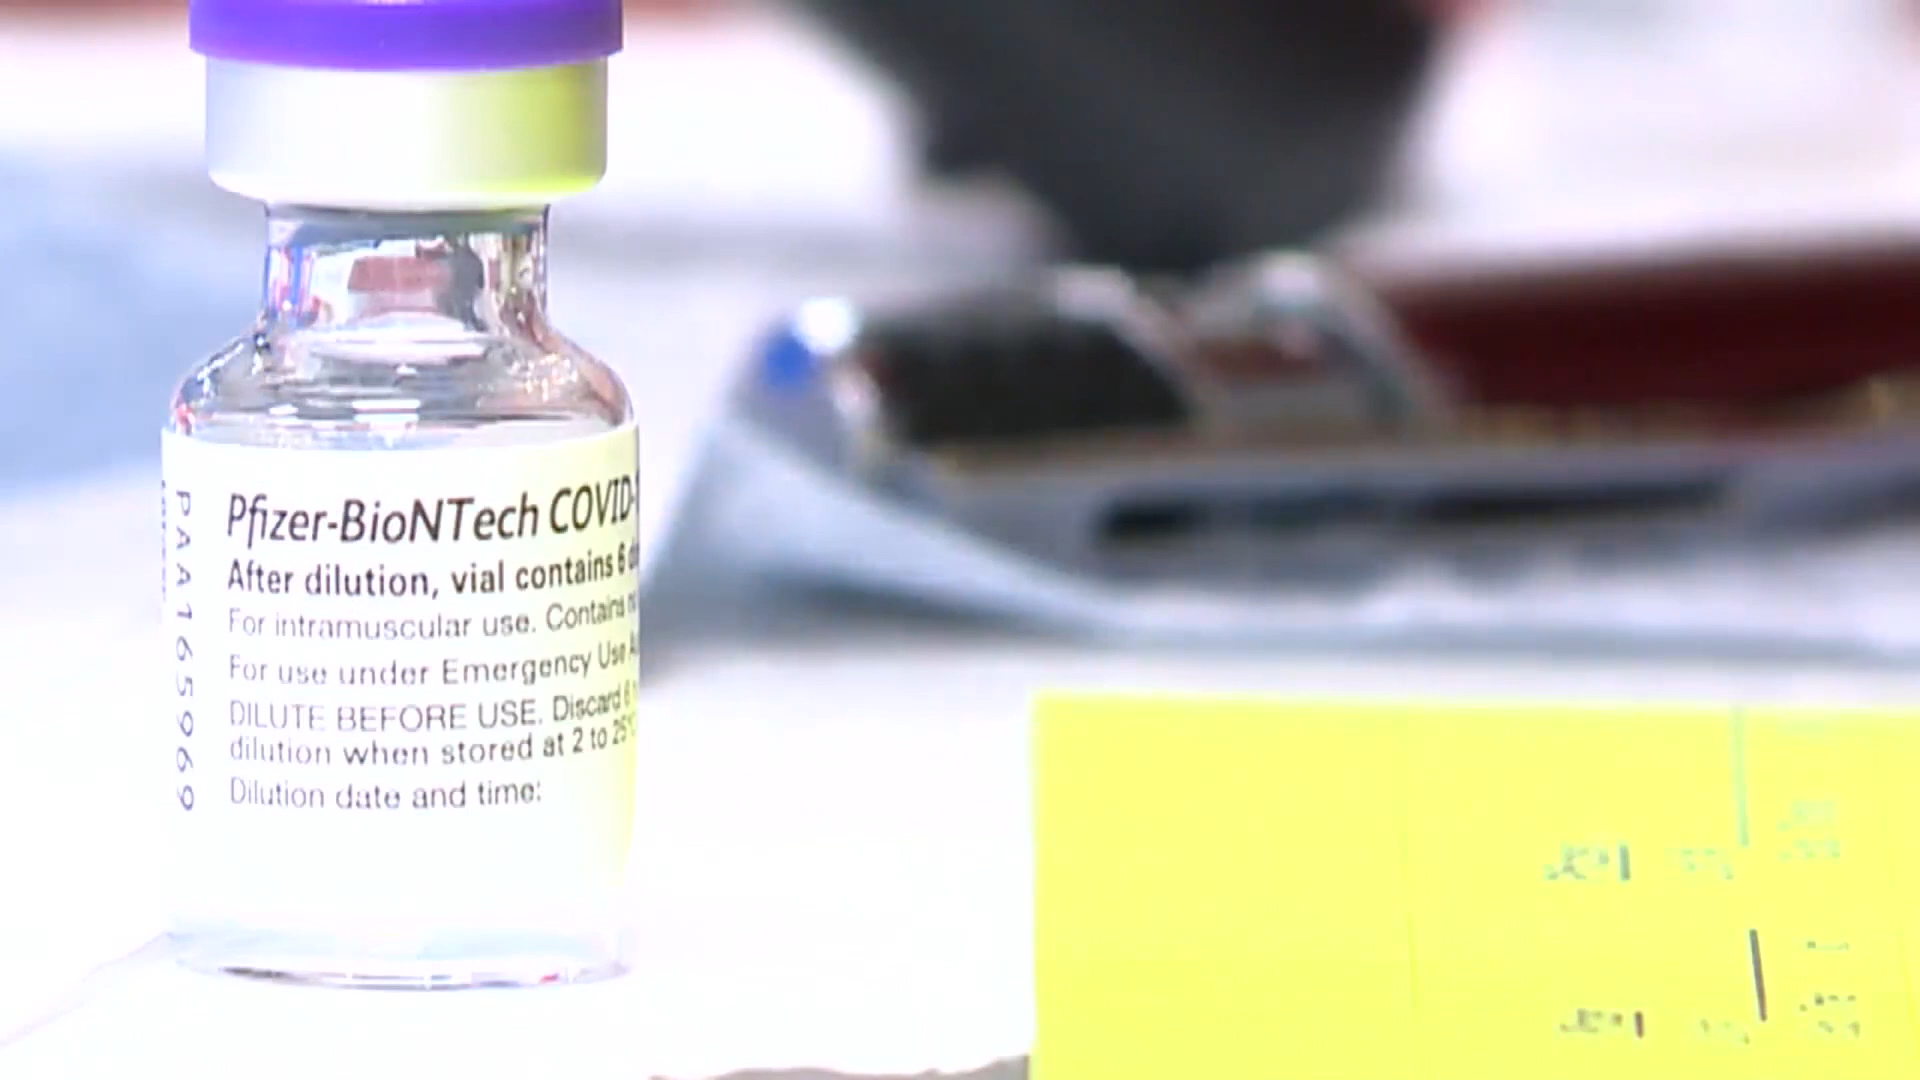 Pfizer-BioNTech COVID-
After dilution, vial contains 6 d
For intramuscular use. Contains n
For use under Emergency Use A
DILUTE BEFORE USE. Discard 6 h
dilution when stored at 2 to 25°
Dilution date and time:
PAA165969